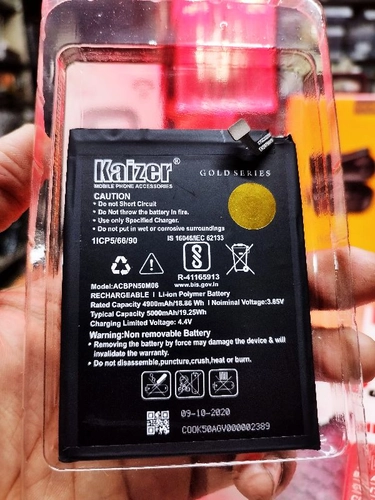 Kaizer®
MOBILE PHONE ACCESSORIES
GOLD SERIES
CAUTION
• Do not Short Circuit
• Do not throw the battery in fire.
• Use only Specified Charger.
• Do not put in wet or corrosive surroundings
1ICP5/66/90
IS 16046/IEC 62133
R-41165913
www.bis.gov.in
Model:ACBPN50M06
RECHARGEABLE I Li-ion Polymer Battery
Rated Capacity 4900mAh/18.86 Wh I Noiminal Voltage:3.85V
Typical Capacity 5000mAh/19.25Wh
Charging Limited Voltage: 4.4V
Warning:Non removable Battery
* Removing the battery by force may damage the device & will
invalidate the warranty.
• Do not disassemble,puncture,crush,heat or burn.
09-10-2020
COOK50AGV000002389